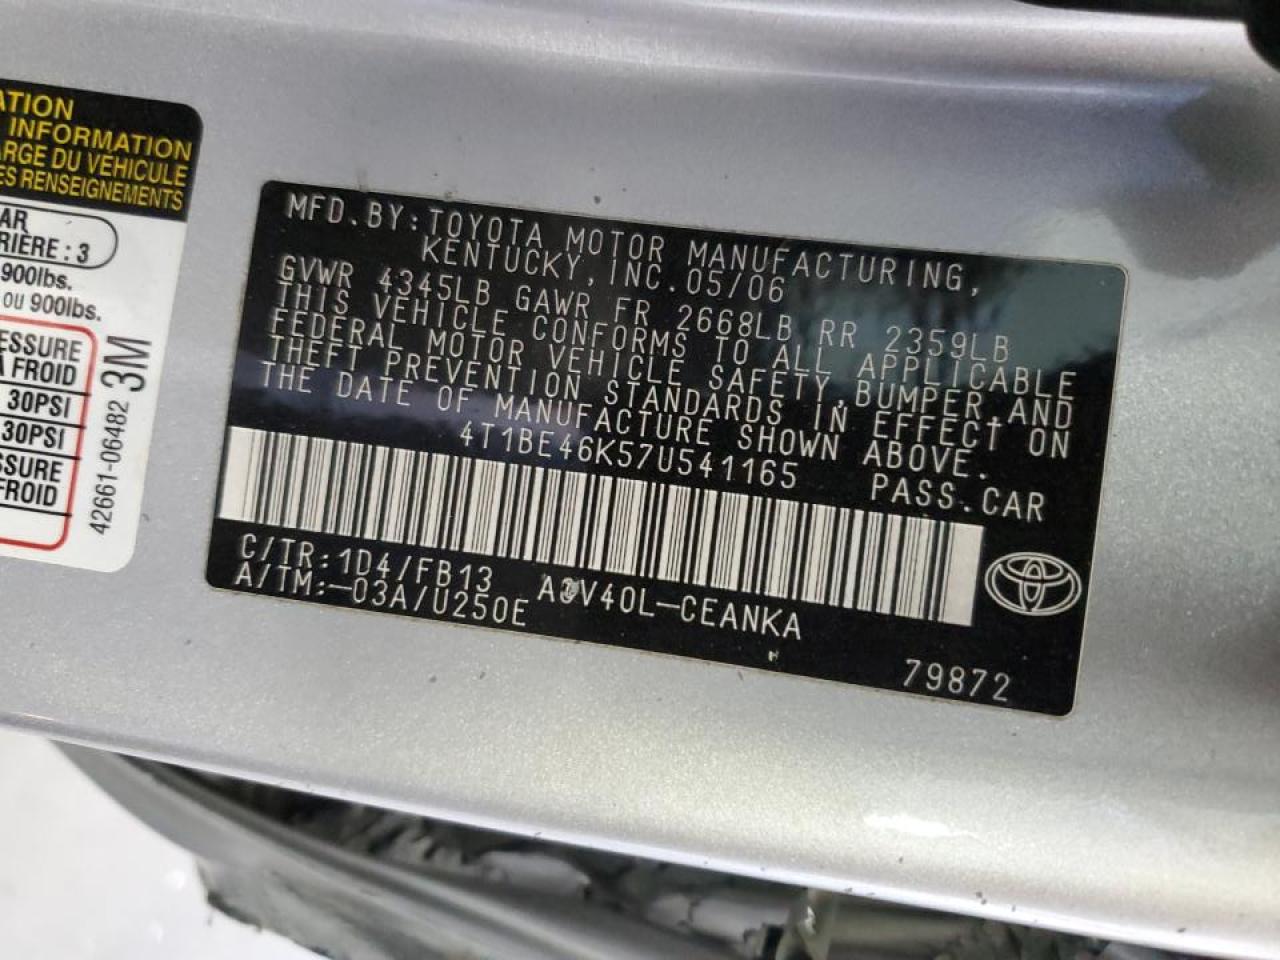 ATION
INFORMATION
ARGE DU VÉHICULE
ES RENSEIGNEMENTS
AR
RIÈRE : 3
900lbs.
OU 900lbs.
ESSURE
A FROID
30PSI
30PSI
SSURE
FROID
42661-06482 3M
MFD.BY:TOYOTA MOTOR MANUFACTURING,
KENTUCKY,INC.05/06
GVWR 4345LB GAWR FR 2668LB RR 2359LB
THIS VEHICLE CONFORMS TO ALL APPLICABLE
FEDERAL MOTOR VEHICLE SAFETY,BUMPER,AND
THEFT PREVENTION STANDARDS IN EFFECT ON
THE DATE OF MANUFACTURE SHOWN ABOVE.
4T1BE46K57U541165 PASS.CAR
C/TR:1D4/FB13
A/TM:-03A/U250E
ACV40L-CEANKA
79872